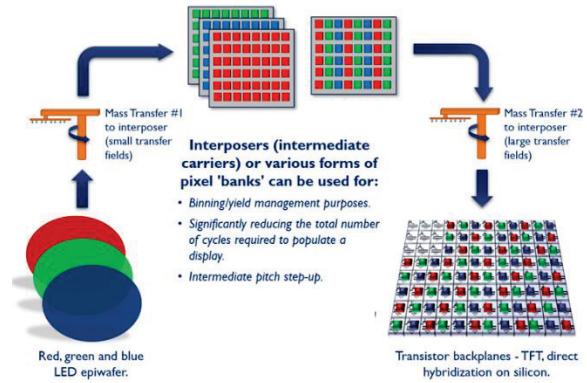 Mass Transfer #1
to interposer
(small transfer
fields)
Mass Transfer #2
to interposer
(large transfer
fields)
Interposers (intermediate
carriers) or various forms of
pixel 'banks' can be used for:
• Binning/yield management purposes.
• Significantly reducing the total number
of cycles required to populate a
display.
• Intermediate pitch step-up.
Red, green and blue
LED epiwafer.
Transistor backplanes - TFT, direct
hybridization on silicon.